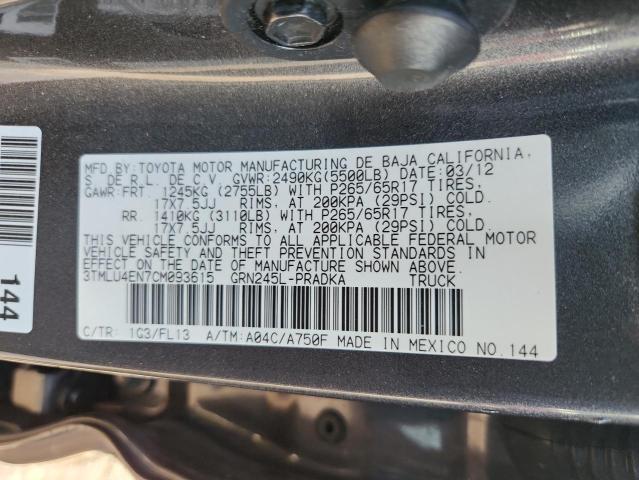 MFD.BY:TOYOTA MOTOR MANUFACTURING DE BAJA CALIFORNIA,
S. DE R.L. DE C.V. GVWR:2490KG(5500LB) DATE:03/12
GAWR:FRT. 1245KG (2755LB) WITH P265/65R17 TIRES,
17X7.5JJ RIMS, AT 200KPA (29PSI) COLD.
RR. 1410KG (3110LB) WITH P265/65R17 TIRES,
17X7.5JJ RIMS, AT 200KPA (29PSI) COLD.
THIS VEHICLE CONFORMS TO ALL APPLICABLE FEDERAL MOTOR
VEHICLE SAFETY AND THEFT PREVENTION STANDARDS IN
EFFECT ON THE DATE OF MANUFACTURE SHOWN ABOVE.
3TMLU4EN7CM093615 GRN245L-PRADKA TRUCK
C/TR: 1G3/FL13 A/TM:A04C/A750F MADE IN MEXICO NO.144
144